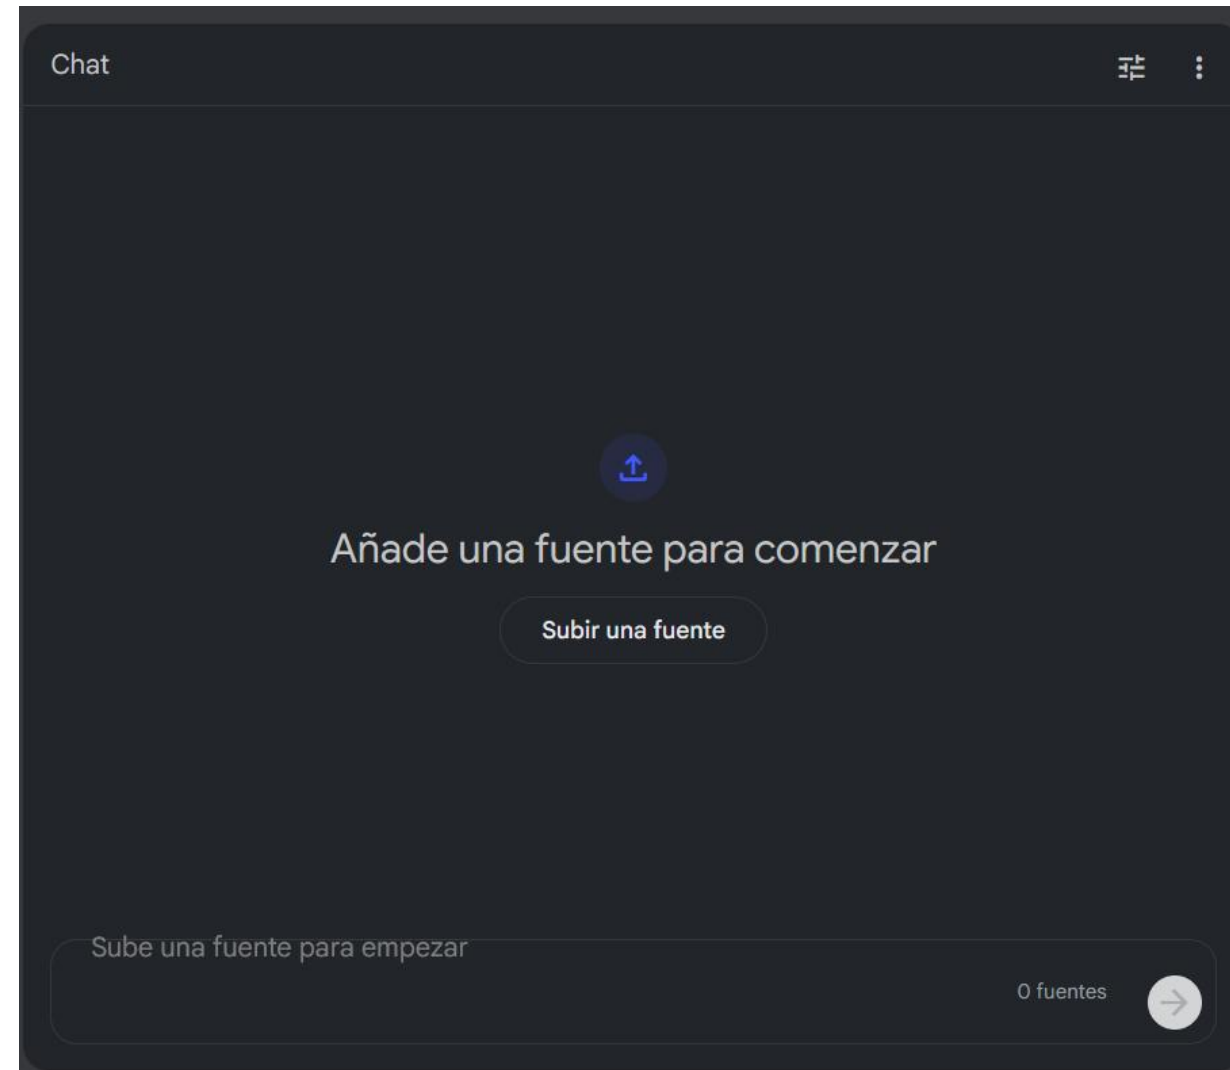 Chat
Añade una fuente para comenzar
Subir una fuente
Sube una fuente para empezar
0 fuentes